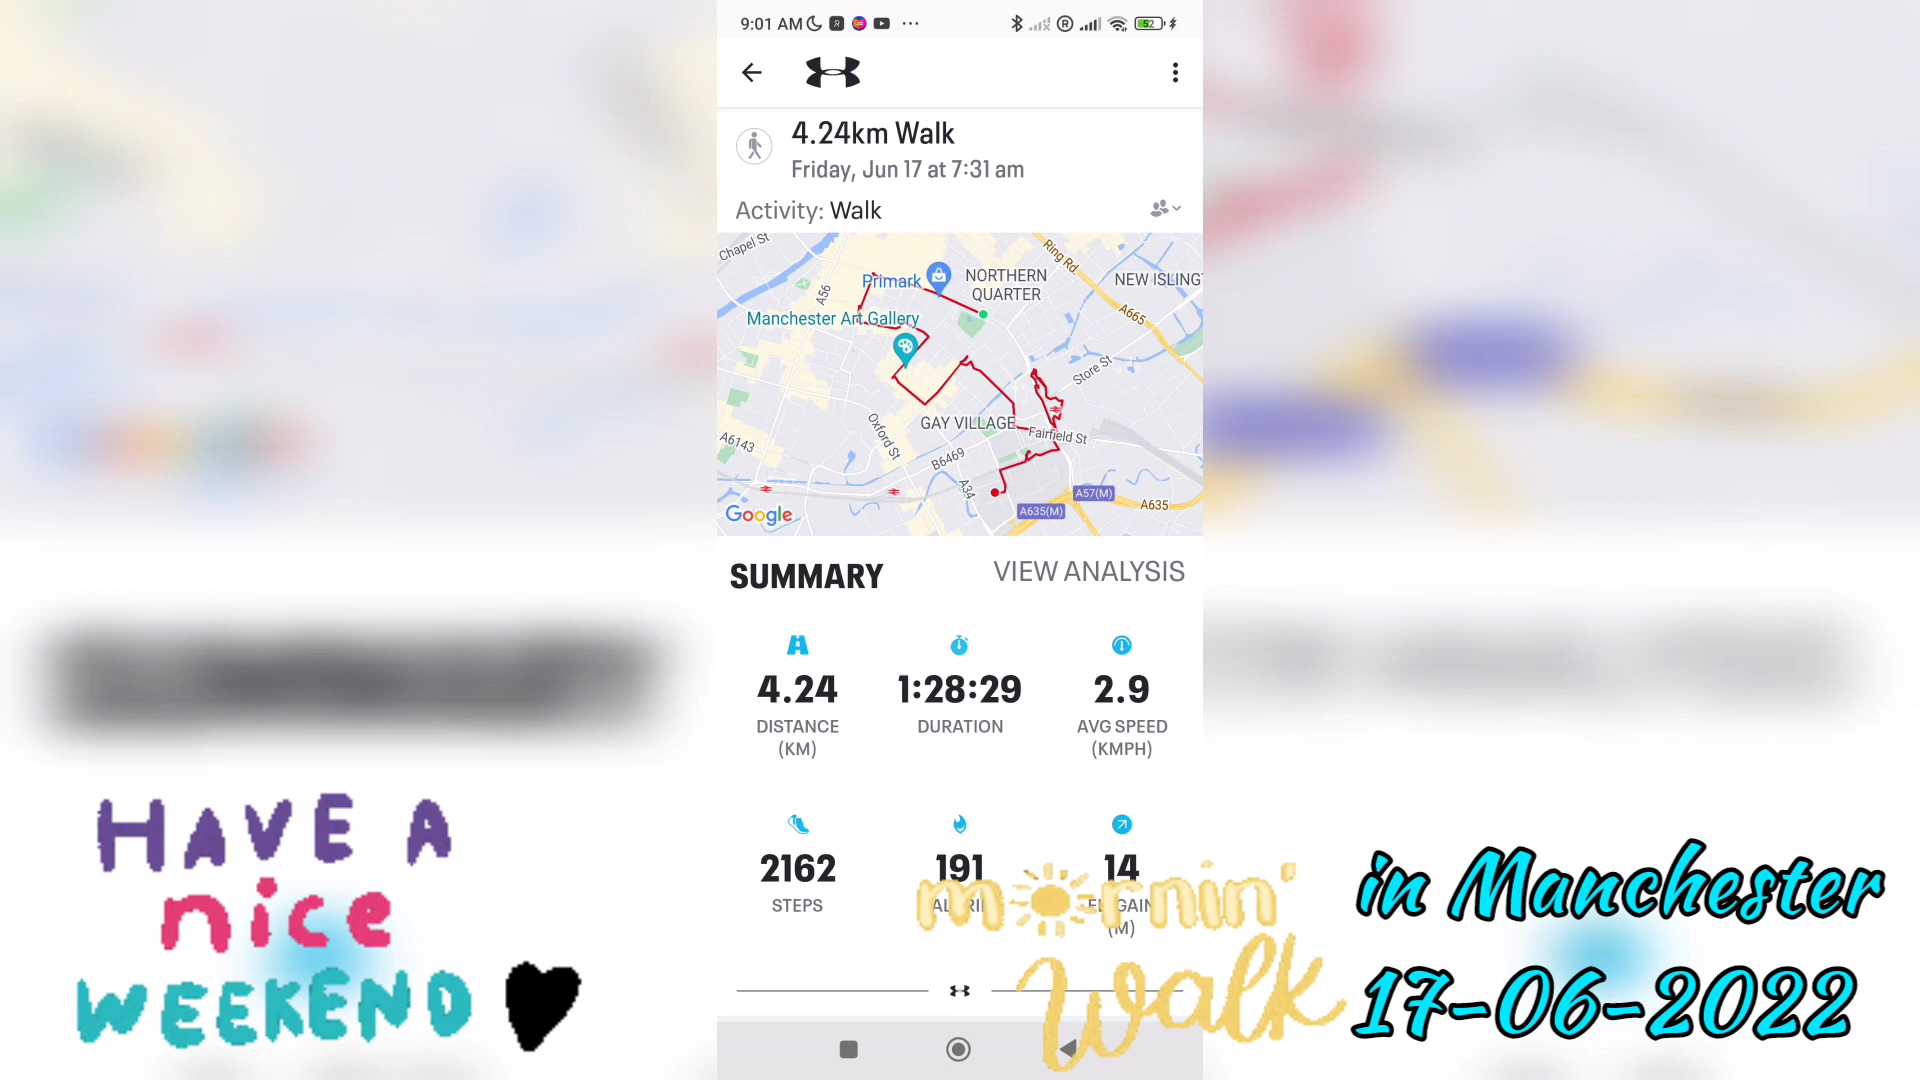 9:01 AM
52
4.24km Walk
Friday, Jun 17 at 7:31 am
Activity: Walk
Chapel St
Ring Rd.
Primark
NORTHERN
QUARTER
NEW ISLING
A56
A665
Manchester Art Gallery
Store St
Oxford St
GAY VILLAGE
Fairfield St
A6143
B6469
A34
A57(M)
A635
A635(M)
Google
SUMMARY
VIEW ANALYSIS
4.24
1:28:29
2.9
DISTANCE
(KM)
DURATION
AVG SPEED
(KMPH)
2162
191
14
STEPS
(M)
HAVE A
nice
WEEKEND
mornin'
walk
in Manchester
17-06-2022